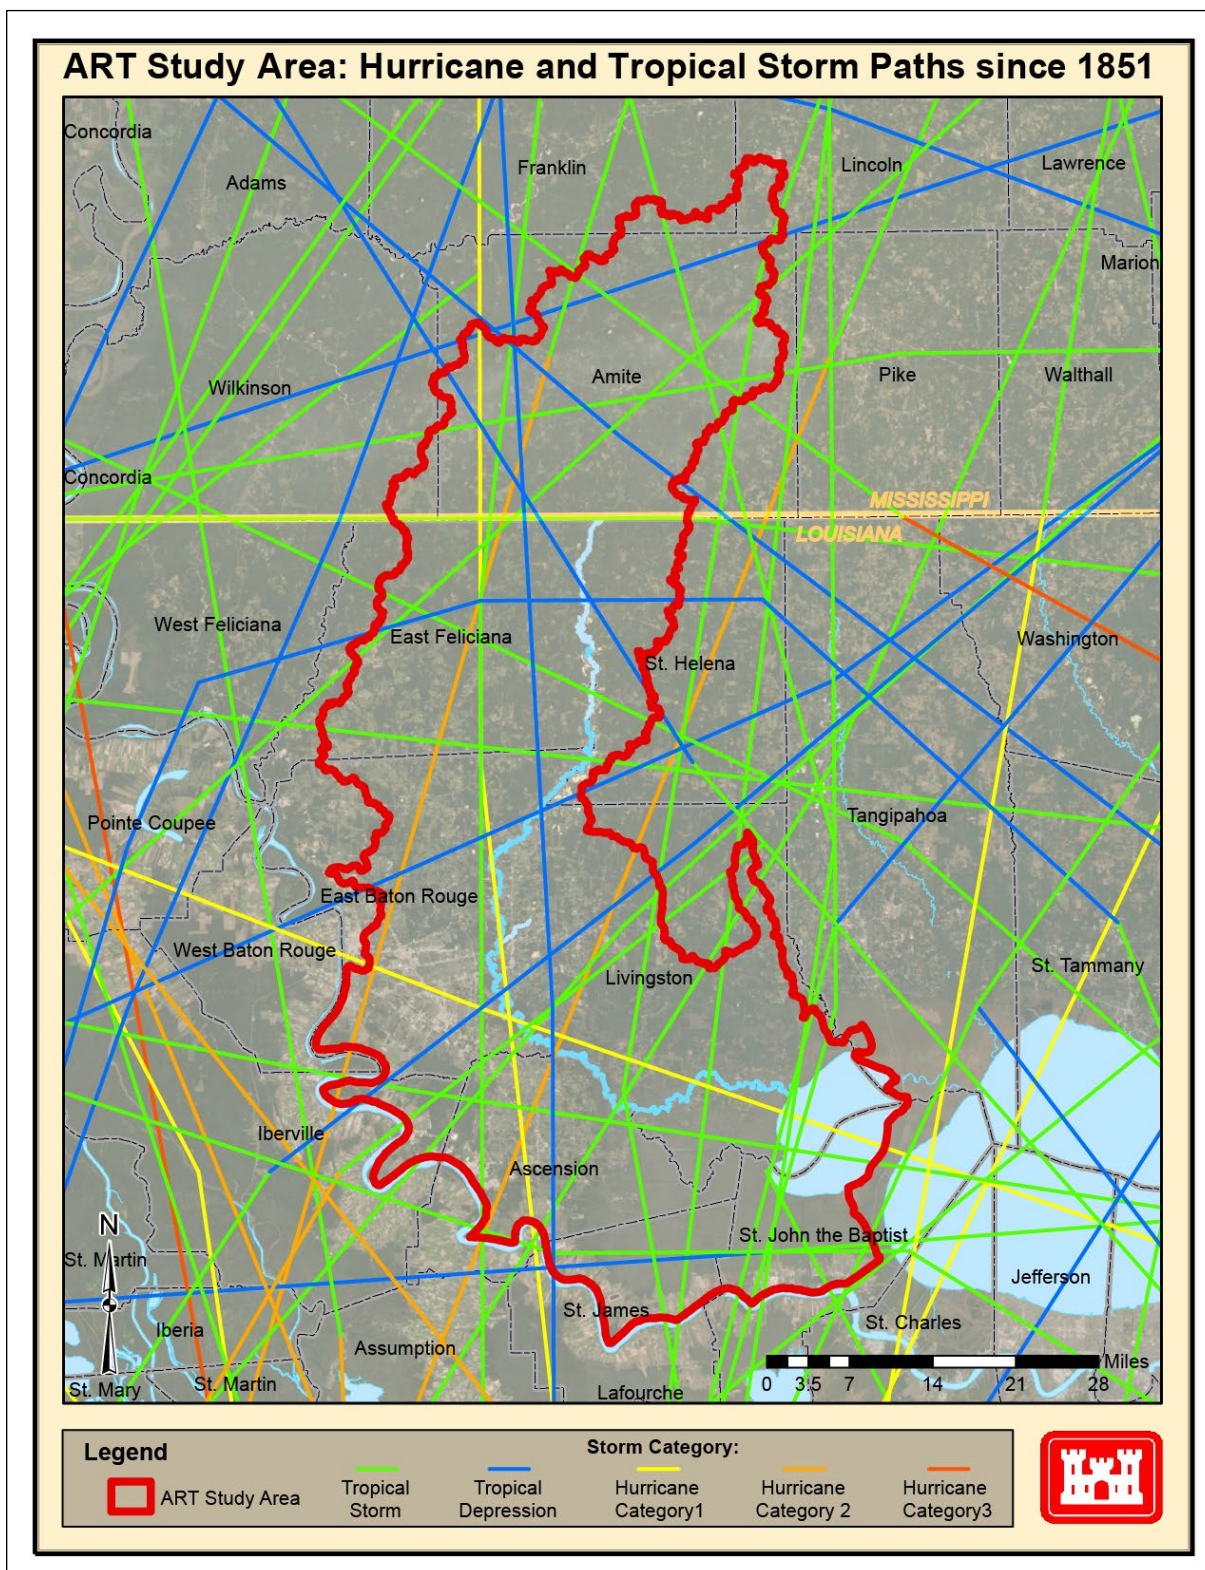 ART Study Area: Hurricane and Tropical Storm Paths since 1851
Concordia
Adams
Franklin
Lincoln
Lawrence
Marion
Wilkinson
Amite
Pike
Walthall
Concordia
MISSISSIPPI
LOUISIANA
West Feliciana
East Feliciana
St. Helena
Washington
Pointe Coupee
Tangipahoa
East Baton Rouge
West Baton Rouge
Livingston
St. Tammany
Iberville
Ascension
N
St. Martin
St. John the Baptist
Jefferson
Iberia
St. James
St. Charles
Assumption
Miles
St. Mary
St. Martin
Lafourche
0 3.5 7 14 21 28
Legend
Storm Category:
ART Study Area
Tropical
Storm
Tropical
Depression
Hurricane
Category1
Hurricane
Category 2
Hurricane
Category3